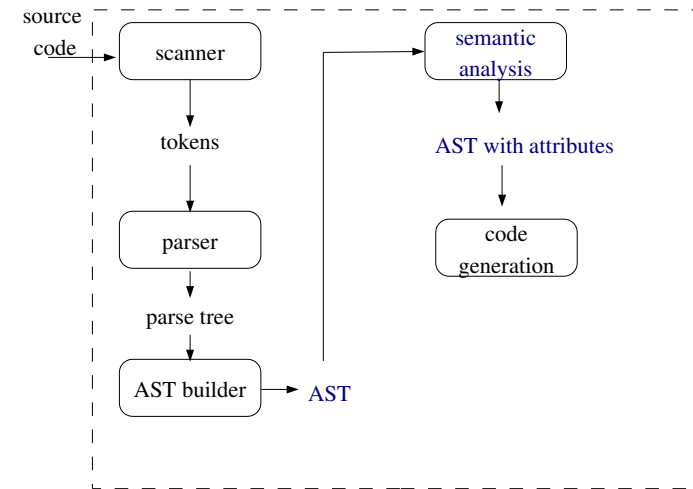 source
code
scanner
tokens
parser
parse tree
AST builder
AST
semantic
analysis
AST with attributes
code
generation